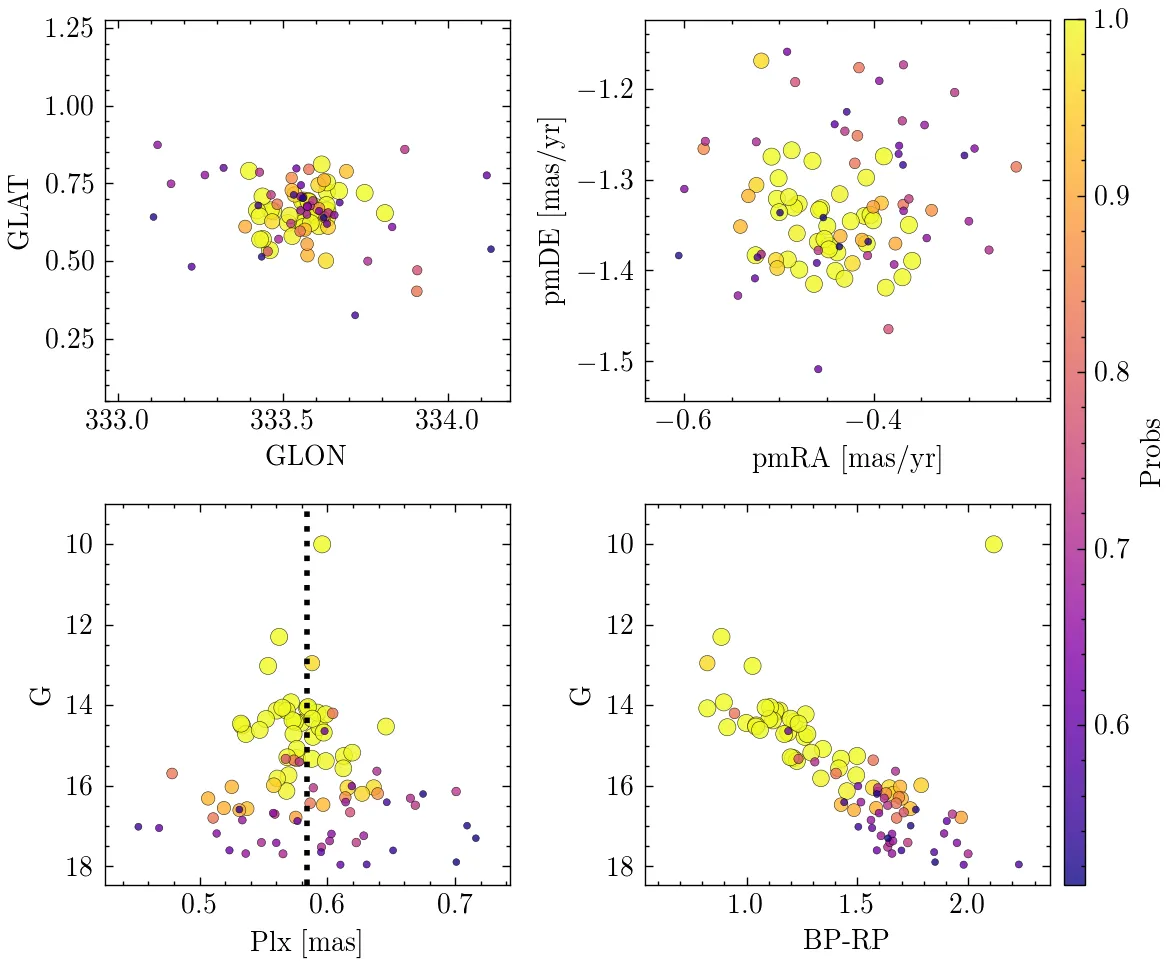 1.25
1.00
0.75
0.50
0.25
GLAT
333.0 333.5 334.0
GLON
−1.2
−1.3
−1.4
−1.5
pmDE [mas/yr]
−0.6 −0.4
pmRA [mas/yr]
1.0
0.9
0.8
0.7
0.6
Probs
10
12
14
16
18
G
0.5 0.6 0.7
Plx [mas]
10
12
14
16
18
G
1.0 1.5 2.0
BP-RP